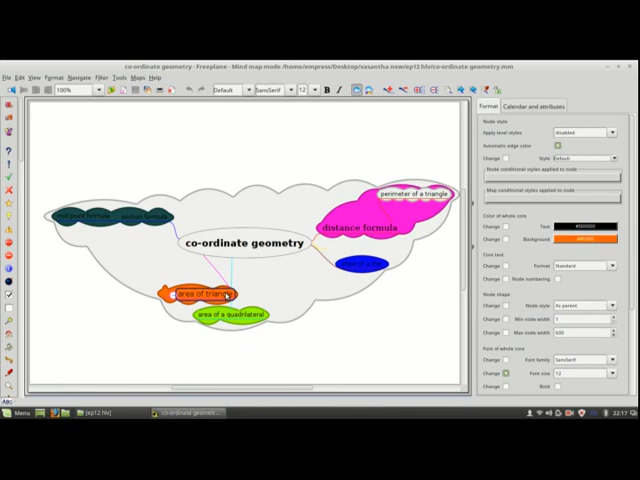 co-ordinate geometry - Freeplane - Mind map mode /home/empress/Desktop/vasantha new/ep12 hlv/co-ordinate geometry.mm
File Edit View Format Navigate Filter Tools Maps Help
100% Default SansSerif 12 B I
Format Calendar and attributes
Node style
Apply level styles disabled
Automatic edge color
Change Style Default
Node conditional styles applied to node
Map conditional styles applied to node
Color of whole core
Change Text #000000
Change Background
Core text
Change Format Standard
Change Node numbering
Node shape
Change Node style As parent
Change Min node width 1
Change Max node width 600
Font of whole core
Change Font family SansSerif
Change Font size 12
Change Bold
perimeter of a triangle
mid point formula section formula
distance formula
co-ordinate geometry
area of triangle
area of a quadrilateral
Menu [ep12 hlv] co-ordinate geometr... 22:17